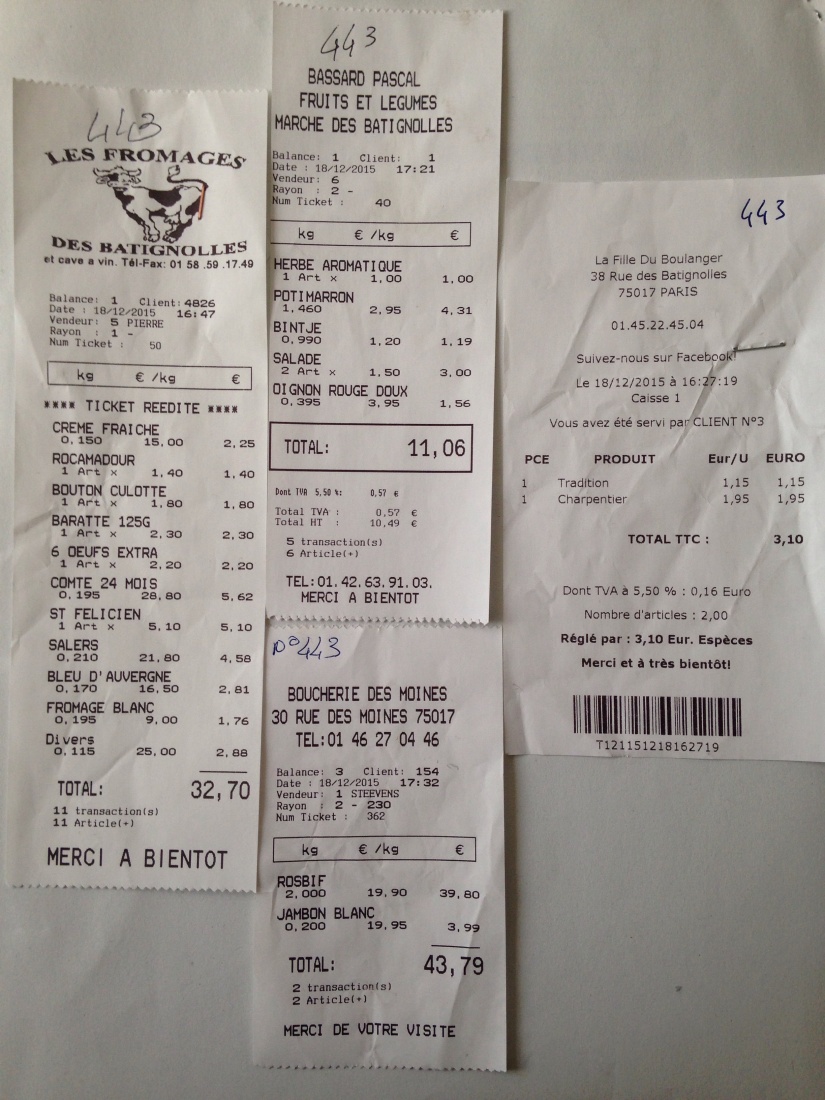 443
LES FROMAGES
DES BATIGNOLLES
et cave a vin. Tél-Fax: 01 58 .59 .17.49
Balance: 1 Client: 4826
Date : 18/12/2015 16:47
Vendeur: 5 PIERRE
Rayon : 1 -
Num Ticket : 50
kg € /kg €
**** TICKET REEDITE ****
CREME FRAICHE
0,150 15,00 2,25
ROCAMADOUR
1 Art × 1,40 1,40
BOUTON CULOTTE
1 Art × 1,80 1,80
BARATTE 125G
1 Art × 2,30 2,30
6 OEUFS EXTRA
1 Art × 2,20 2,20
COMTE 24 MOIS
0,195 28,80 5,62
ST FELICIEN
1 Art × 5,10 5,10
SALERS
0,210 21,80 4,58
BLEU D'AUVERGNE
0,170 16,50 2,81
FROMAGE BLANC
0,195 9,00 1,76
Divers
0,115 25,00 2,88
TOTAL: 32,70
11 transaction(s)
11 Article(+)
MERCI A BIENTOT
443
BASSARD PASCAL
FRUITS ET LEGUMES
MARCHE DES BATIGNOLLES
Balance: 1 Client: 1
Date : 18/12/2015 17:21
Vendeur: 6
Rayon : 2 -
Num Ticket : 40
kg € /kg €
HERBE AROMATIQUE
1 Art × 1,00 1,00
POTIMARRON
1,460 2,95 4,31
BINTJE
0,990 1,20 1,19
SALADE
2 Art × 1,50 3,00
OIGNON ROUGE DOUX
0,395 3,95 1,56
TOTAL: 11,06
Dont TVA 5,50 %: 0,57 €
Total TVA : 0,57 €
Total HT : 10,49 €
5 transaction(s)
6 Article(+)
TEL:01.42.63.91.03.
MERCI A BIENTOT
N°443
BOUCHERIE DES MOINES
30 RUE DES MOINES 75017
TEL:01 46 27 04 46
Balance: 3 Client: 154
Date : 18/12/2015 17:32
Vendeur: 1 STEEVENS
Rayon : 2 - 230
Num Ticket : 362
kg € /kg €
ROSBIF
2,000 19,90 39,80
JAMBON BLANC
0,200 19,95 3,99
TOTAL: 43,79
2 transaction(s)
2 Article(+)
MERCI DE VOTRE VISITE
443
La Fille Du Boulanger
38 Rue des Batignolles
75017 PARIS
01.45.22.45.04
Suivez-nous sur Facebook!
Le 18/12/2015 à 16:27:19
Caisse 1
Vous avez été servi par CLIENT N°3
PCE PRODUIT Eur/U EURO
1 Tradition 1,15 1,15
1 Charpentier 1,95 1,95
TOTAL TTC : 3,10
Dont TVA à 5,50 % : 0,16 Euro
Nombre d'articles : 2,00
Réglé par : 3,10 Eur. Espèces
Merci et à très bientôt!
T121151218162719